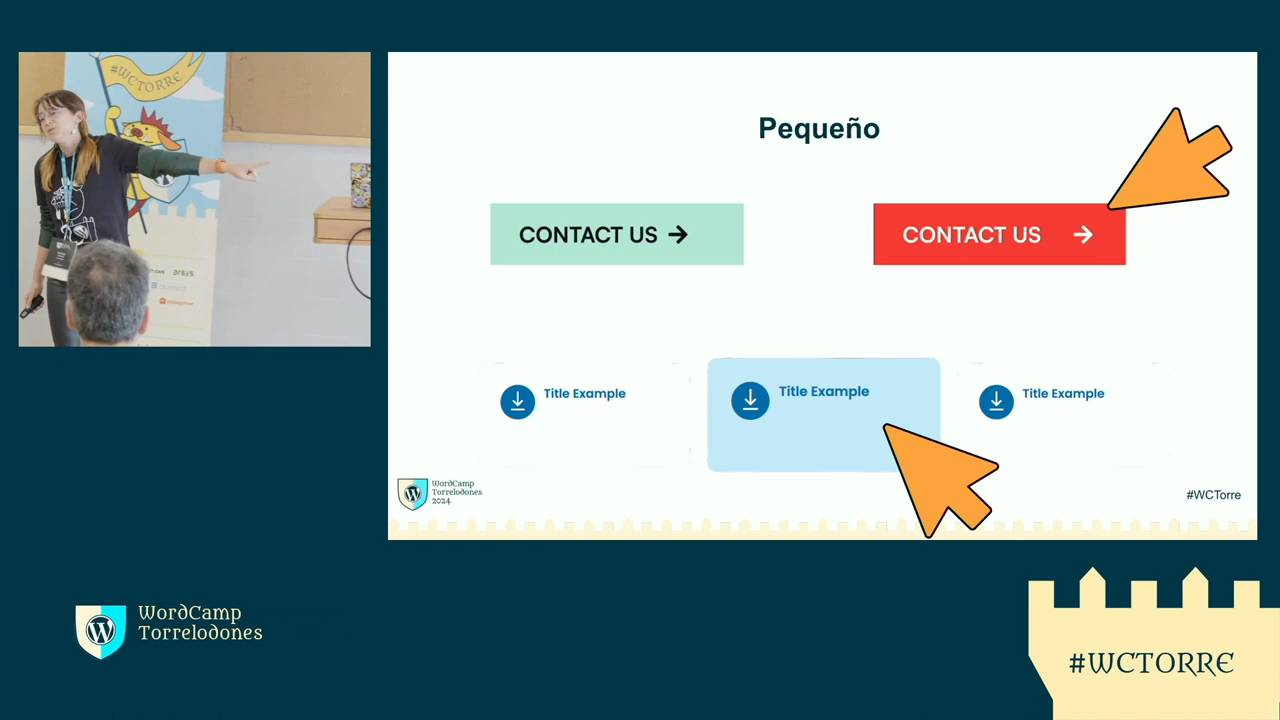 #WCTORRE
arsys
Pequeño
CONTACT US
CONTACT US
Title Example
Title Example
Title Example
WordCamp
Torrelodones
2024
#WCTorre
WordCamp
Torrelodones
#WCTORRE